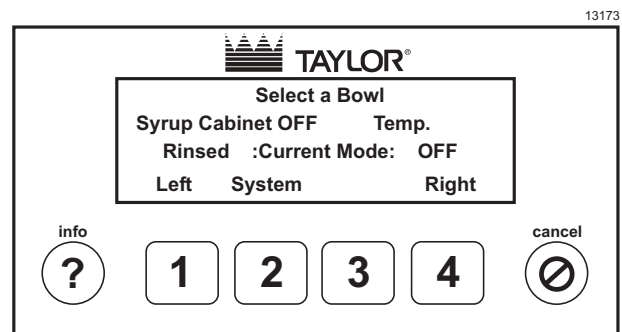 13173
TAYLOR®
Select a Bowl
Syrup Cabinet OFF Temp.
Rinsed :Current Mode: OFF
Left System Right
info cancel
? 1 2 3 4